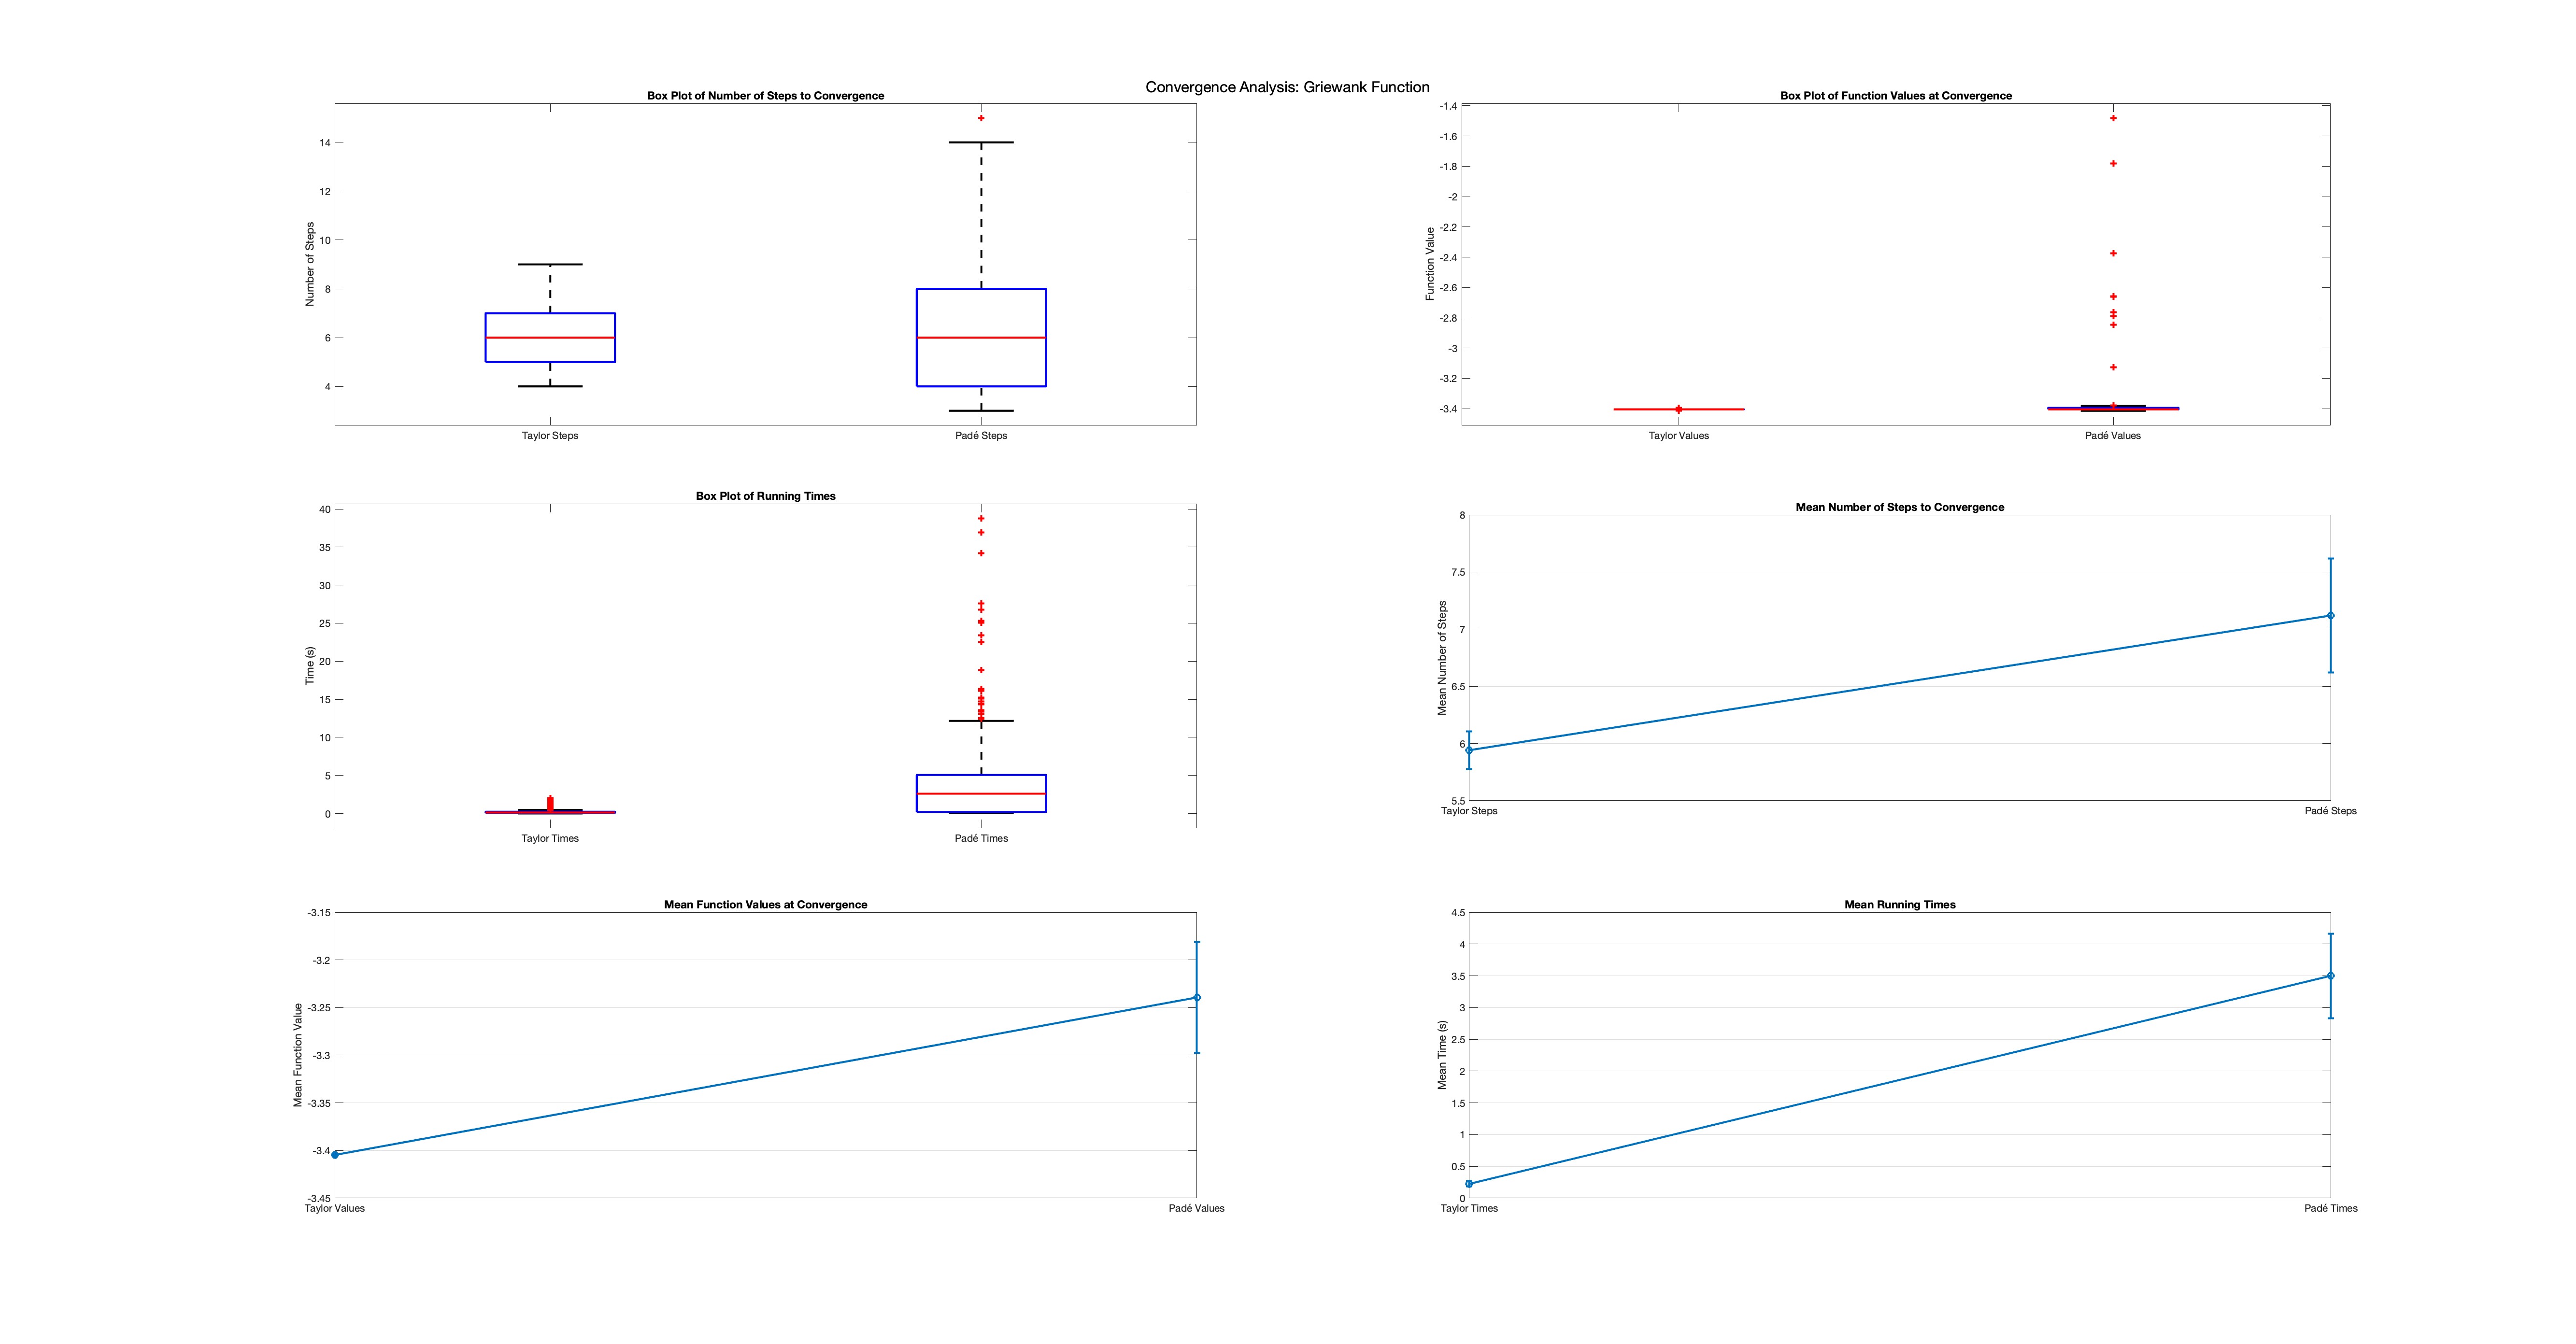 Convergence Analysis: Griewank Function
Box Plot of Number of Steps to Convergence
Number of Steps
14
12
10
8
6
4
Taylor Steps
Padé Steps
Box Plot of Function Values at Convergence
Function Value
-1.4
-1.6
-1.8
-2
-2.2
-2.4
-2.6
-2.8
-3
-3.2
-3.4
Taylor Values
Padé Values
Box Plot of Running Times
Time (s)
40
35
30
25
20
15
10
5
0
Taylor Times
Padé Times
Mean Number of Steps to Convergence
Mean Number of Steps
8
7.5
7
6.5
6
5.5
Taylor Steps
Padé Steps
Mean Function Values at Convergence
Mean Function Value
-3.15
-3.2
-3.25
-3.3
-3.35
-3.4
-3.45
Taylor Values
Padé Values
Mean Running Times
Mean Time (s)
4.5
4
3.5
3
2.5
2
1.5
1
0.5
0
Taylor Times
Padé Times